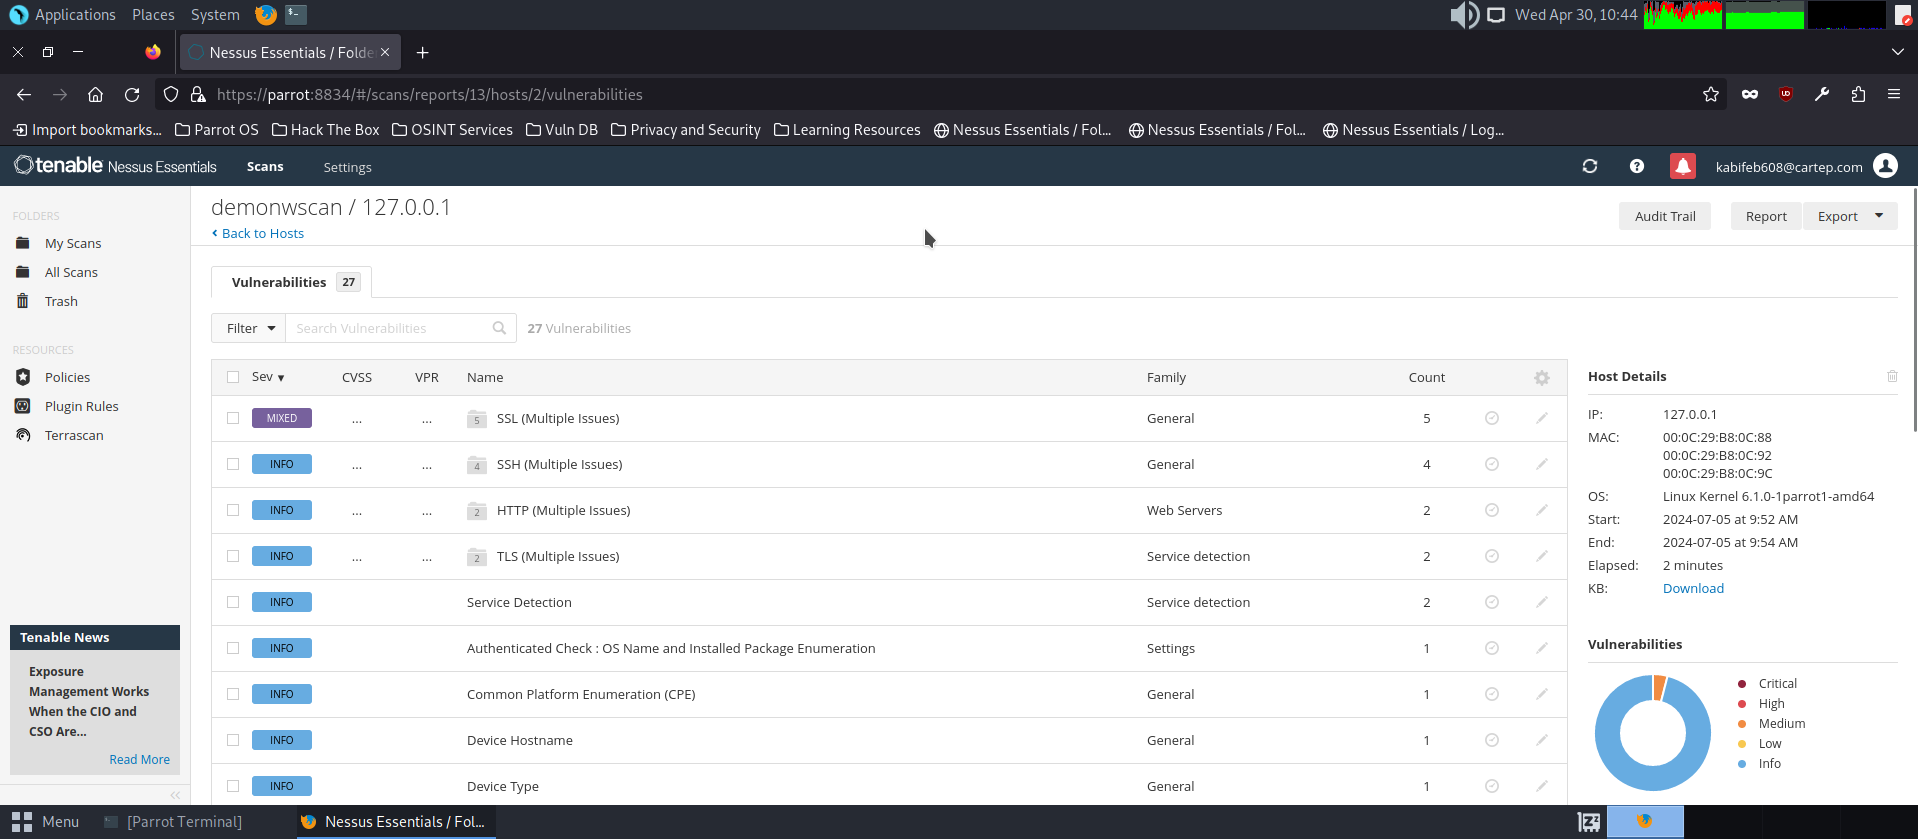 Applications Places System
Wed Apr 30, 10:44
Nessus Essentials / Folde
https://parrot:8834/#/scans/reports/13/hosts/2/vulnerabilities
Import bookmarks... Parrot OS Hack The Box OSINT Services Vuln DB Privacy and Security Learning Resources Nessus Essentials / Fol... Nessus Essentials / Fol... Nessus Essentials / Log...
tenable Nessus Essentials Scans Settings kabifeb608@cartep.com
FOLDERS
My Scans
All Scans
Trash
RESOURCES
Policies
Plugin Rules
Terrascan
Tenable News
Exposure
Management Works
When the CIO and
CSO Are...
Read More
demonwscan / 127.0.0.1
Back to Hosts
Audit Trail Report Export
Vulnerabilities 27
Filter Search Vulnerabilities 27 Vulnerabilities
Sev CVSS VPR Name Family Count
MIXED ... ... 5 SSL (Multiple Issues) General 5
INFO ... ... 4 SSH (Multiple Issues) General 4
INFO ... ... 2 HTTP (Multiple Issues) Web Servers 2
INFO ... ... 2 TLS (Multiple Issues) Service detection 2
INFO Service Detection Service detection 2
INFO Authenticated Check : OS Name and Installed Package Enumeration Settings 1
INFO Common Platform Enumeration (CPE) General 1
INFO Device Hostname General 1
INFO Device Type General 1
Host Details
IP: 127.0.0.1
MAC: 00:0C:29:B8:0C:88
00:0C:29:B8:0C:92
00:0C:29:B8:0C:9C
OS: Linux Kernel 6.1.0-1parrot1-amd64
Start: 2024-07-05 at 9:52 AM
End: 2024-07-05 at 9:54 AM
Elapsed: 2 minutes
KB: Download
Vulnerabilities
Critical
High
Medium
Low
Info
Menu [Parrot Terminal] Nessus Essentials / Fol...